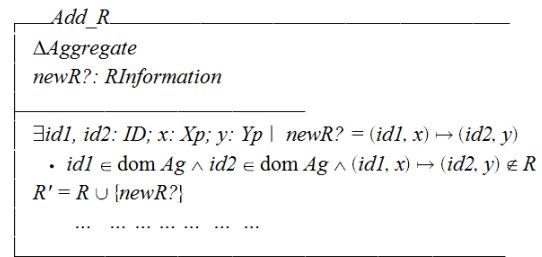 Add_R
ΔAggregate
newR?: RInformation
∃id1, id2: ID; x: Xp; y: Yp | newR? = (id1, x) ↦ (id2, y)
• id1 ∈ dom Ag ∧ id2 ∈ dom Ag ∧ (id1, x) ↦ (id2, y) ∉ R
R' = R ∪ {newR?}
... ... ... ... ... ... ...